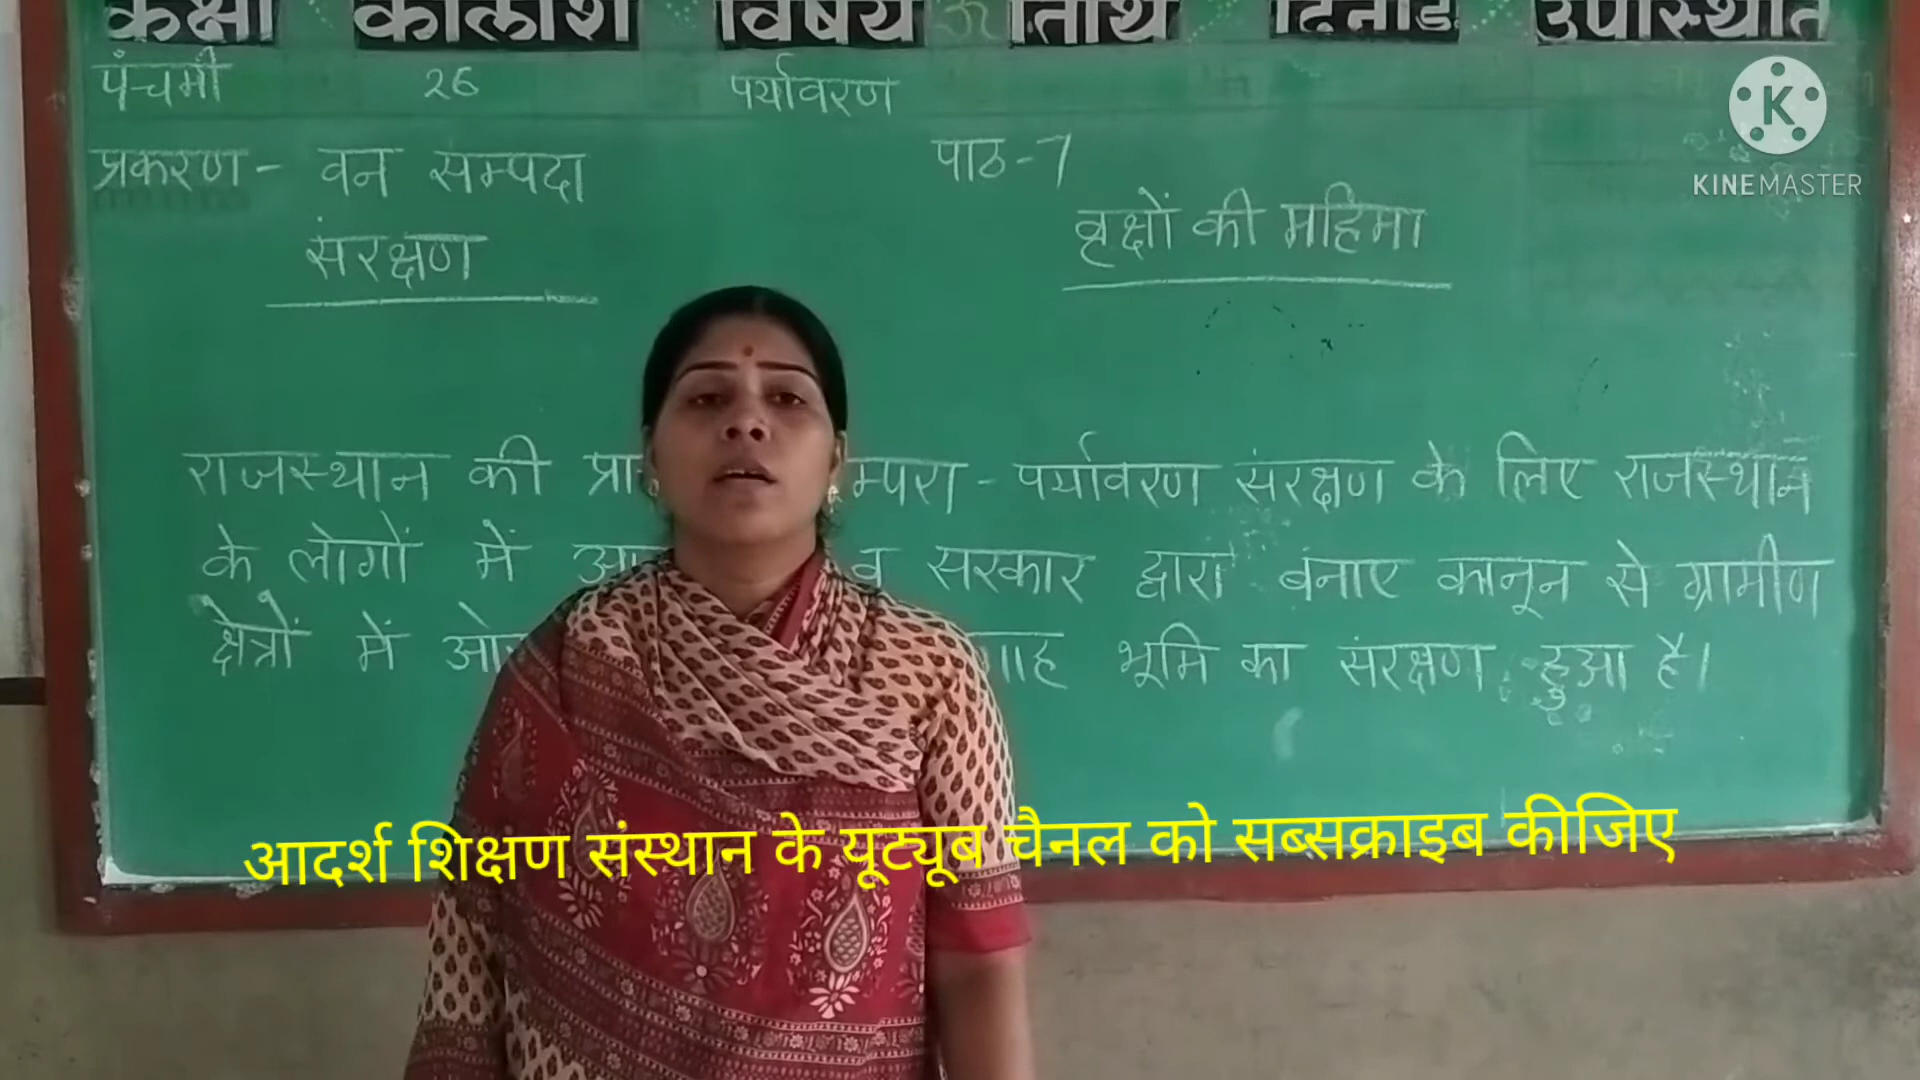 कक्षा कालांश विषय तिथि दिनांक उपस्थिति
पंचमी 26 पर्यावरण
KINEMASTER
प्रकरण - वन सम्पदा पाठ-7
संरक्षण वृक्षों की महिमा
राजस्थान की म्परा - पर्यावरण संरक्षण के लिए राजस्थान
के लोगों में व सरकार द्वारा बनाए कानून से ग्रामीण
क्षेत्रों में भूमि का संरक्षण हुआ है।
आदर्श शिक्षण संस्थान के यूट्यूब चैनल को सब्सक्राइब कीजिए